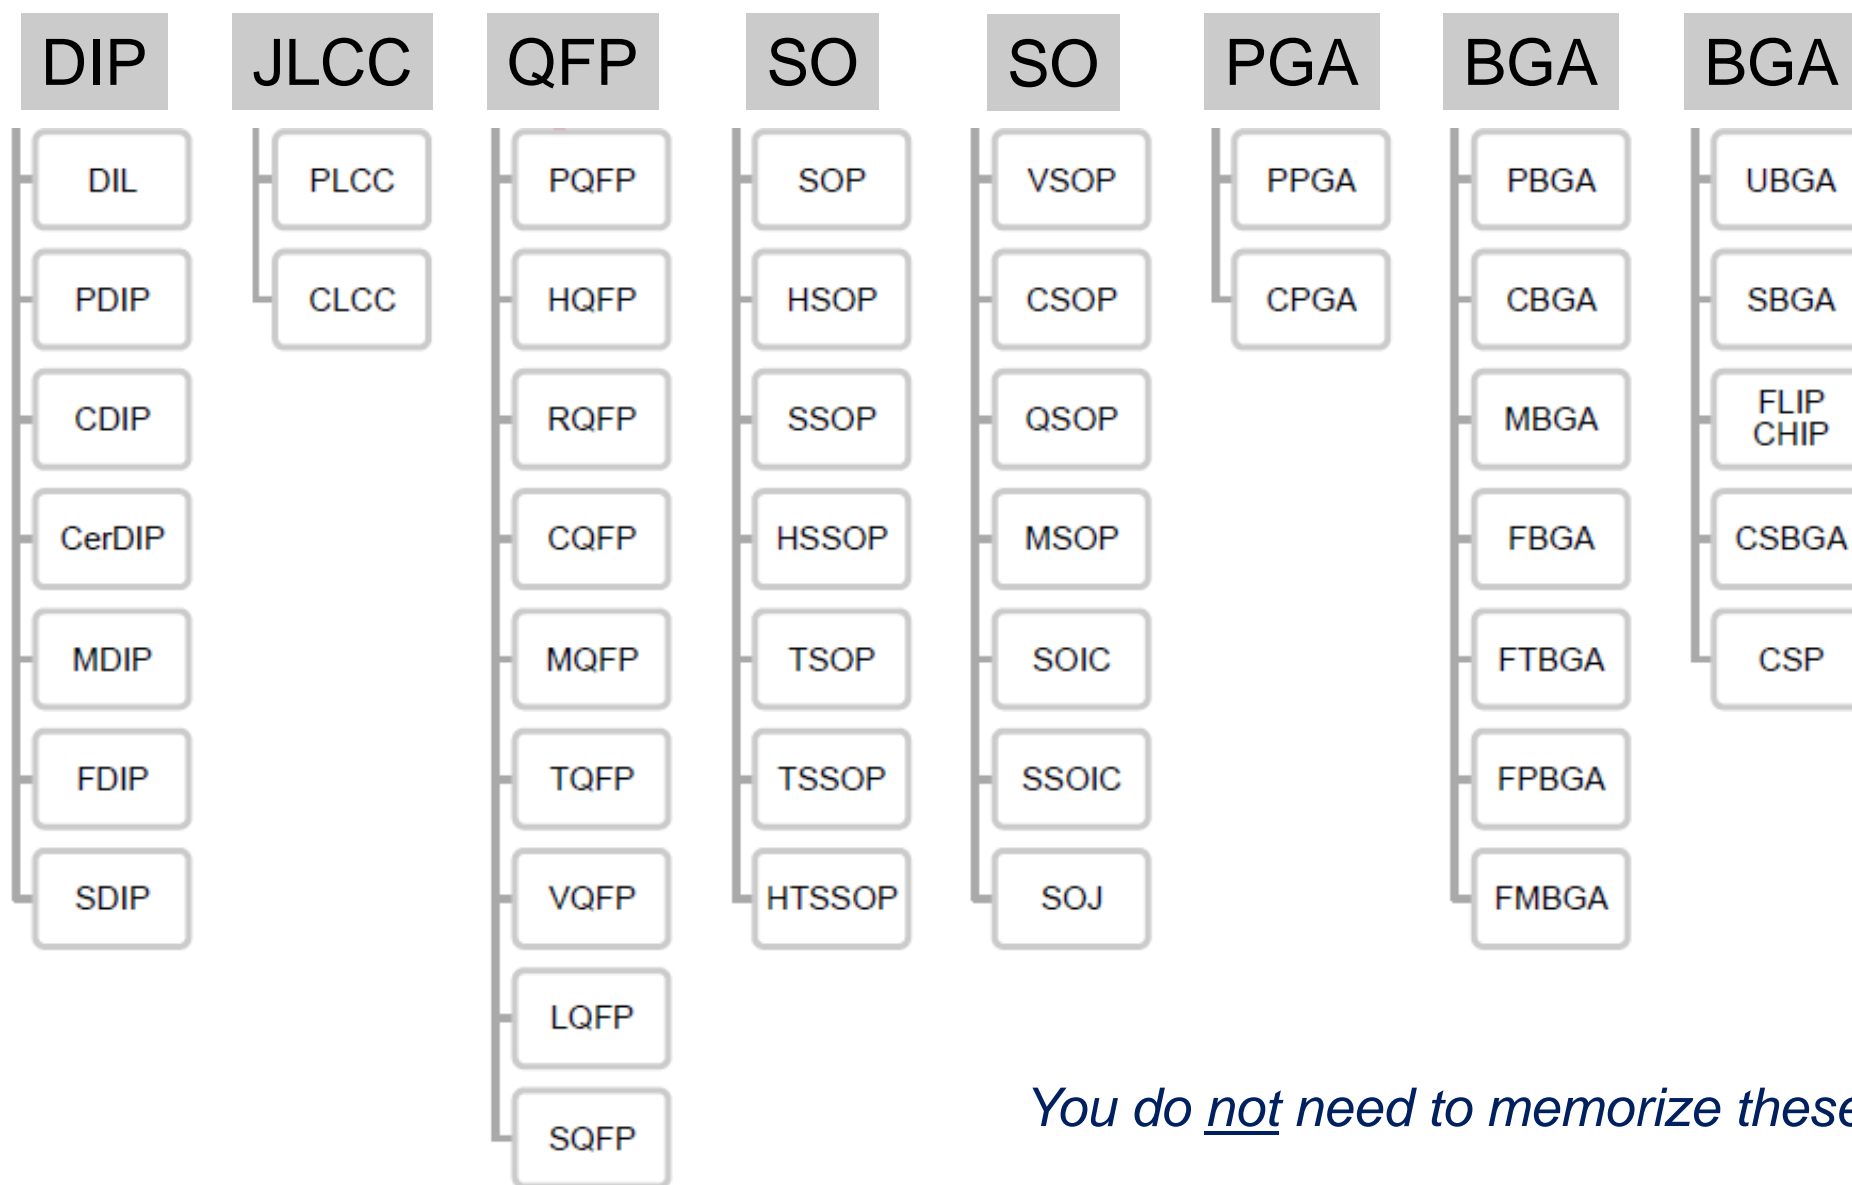 DIP
DIL
PDIP
CDIP
CerDIP
MDIP
FDIP
SDIP
JLCC
PLCC
CLCC
QFP
PQFP
HQFP
RQFP
CQFP
MQFP
TQFP
VQFP
LQFP
SQFP
SO
SOP
HSOP
SSOP
HSSOP
TSOP
TSSOP
HTSSOP
SO
VSOP
CSOP
QSOP
MSOP
SOIC
SSOIC
SOJ
PGA
PPGA
CPGA
BGA
PBGA
CBGA
MBGA
FBGA
FTBGA
FPBGA
FMBGA
BGA
UBGA
SBGA
FLIP
CHIP
CSBGA
CSP
You do not need to memorize these